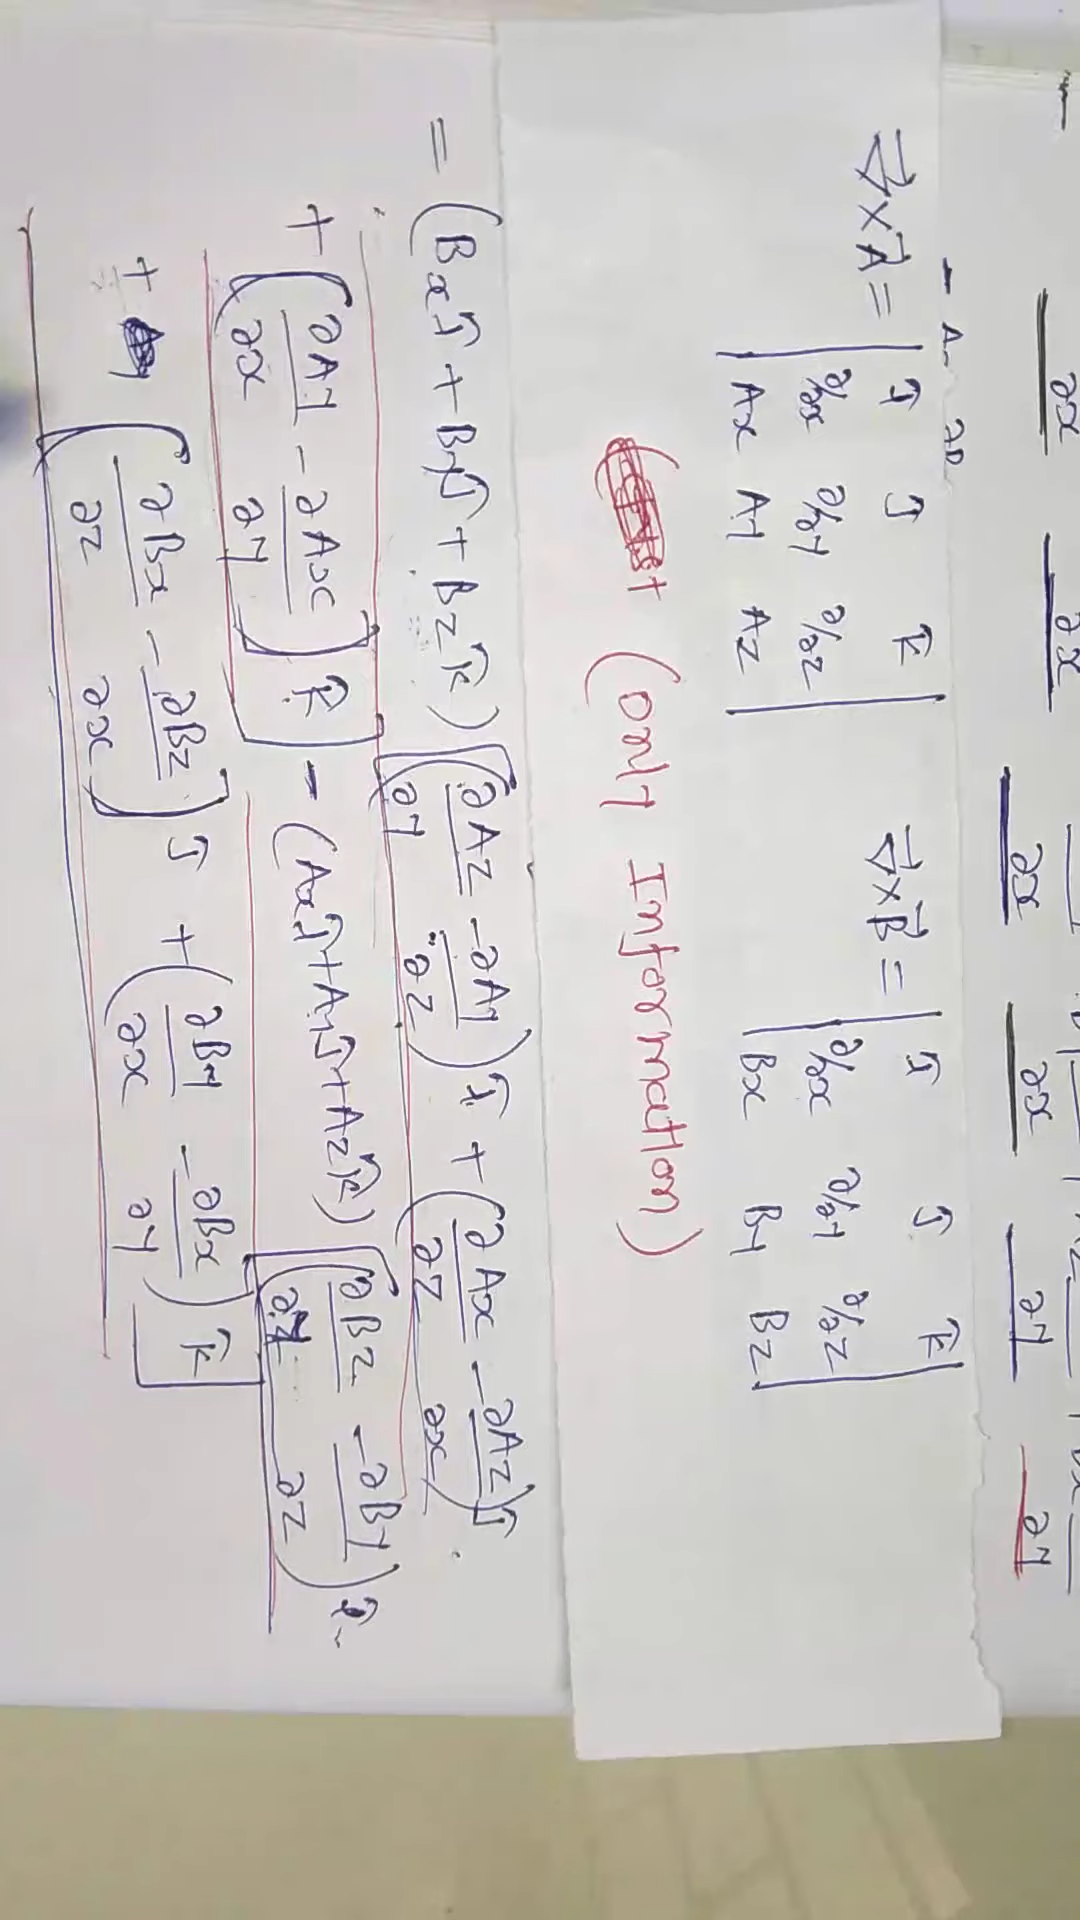 ∂x ∂x ∂x ∂x ∂y ∂y
∇⃗×A⃗ = | î ĵ k̂ | ∇⃗×B⃗ = | î ĵ k̂ |
| ∂/∂x ∂/∂y ∂/∂z | | ∂/∂x ∂/∂y ∂/∂z |
| Ax Ay Az | | Bx By Bz |
(only Information)
= (Bxî + Byĵ + Bzk̂) [(∂Az/∂y - ∂Ay/∂z) î + (∂Ax/∂z - ∂Az/∂x) ĵ
+ (∂Ay/∂x - ∂Ax/∂y) k̂] - (Axî + Ayĵ + Azk̂) [(∂Bz/∂y - ∂By/∂z) î
+ (∂Bx/∂z - ∂Bz/∂x) ĵ + (∂By/∂x - ∂Bx/∂y) k̂]